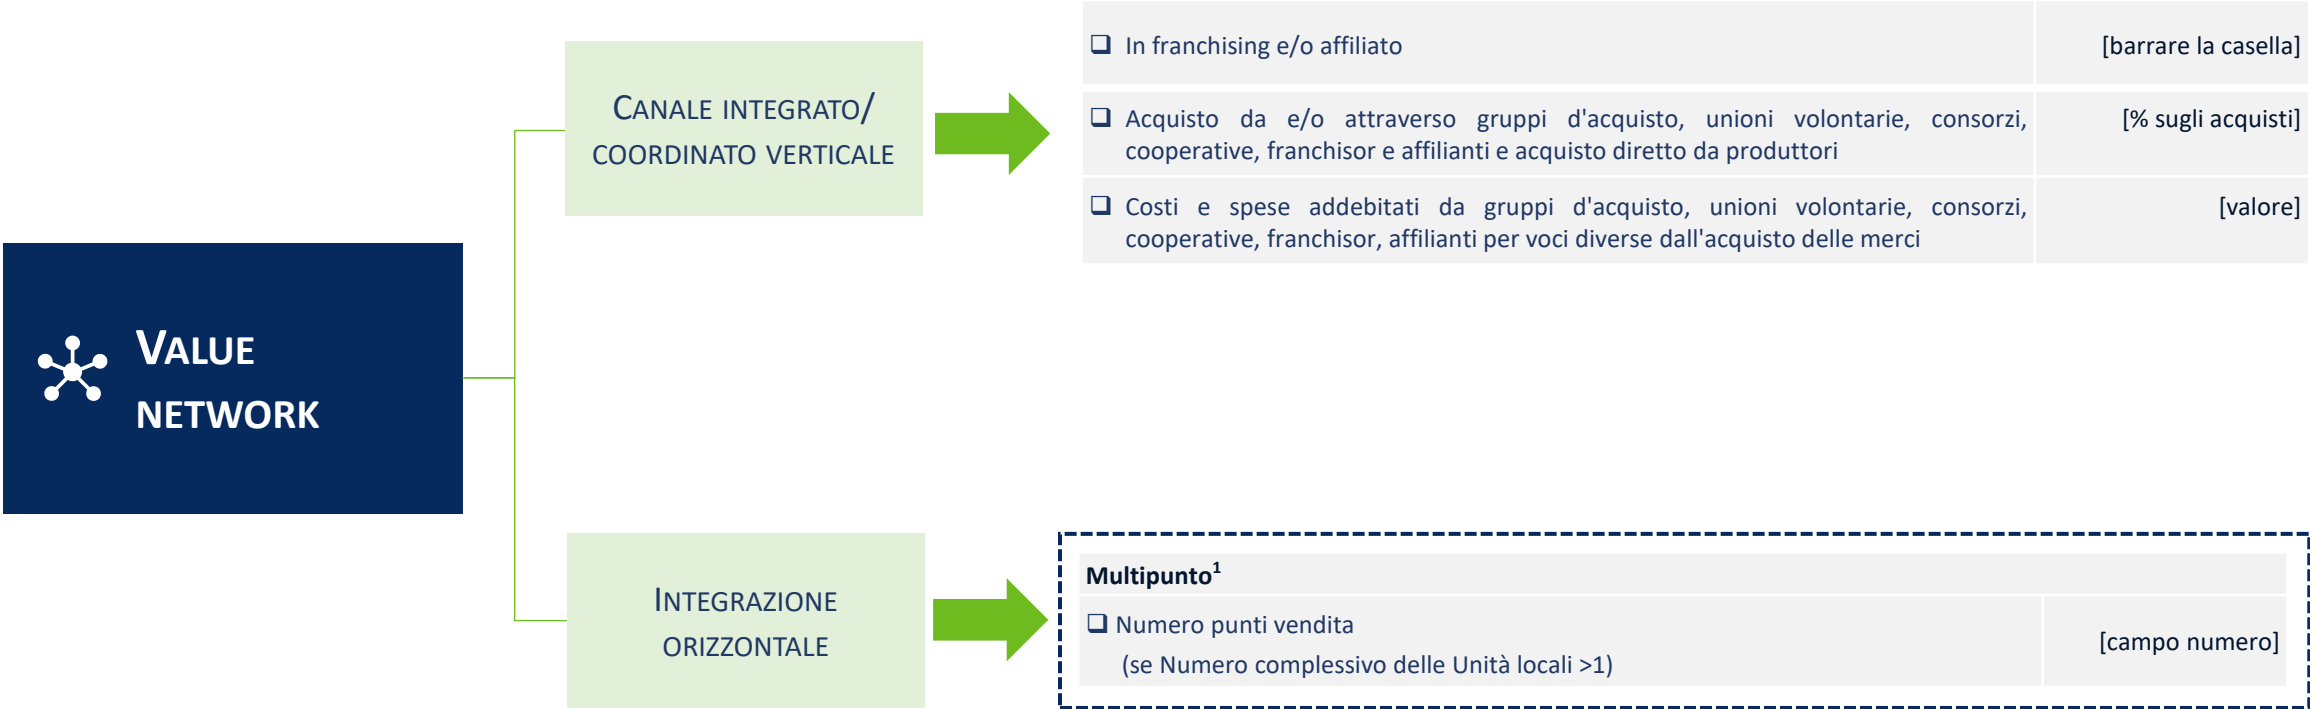 VALUE
NETWORK
CANALE INTEGRATO/
COORDINATO VERTICALE
❑ In franchising e/o affiliato [barrare la casella]
❑ Acquisto da e/o attraverso gruppi d'acquisto, unioni volontarie, consorzi, [% sugli acquisti]
cooperative, franchisor e affilianti e acquisto diretto da produttori
❑ Costi e spese addebitati da gruppi d'acquisto, unioni volontarie, consorzi, [valore]
cooperative, franchisor, affilianti per voci diverse dall'acquisto delle merci
INTEGRAZIONE
ORIZZONTALE
Multipunto¹
❑ Numero punti vendita
(se Numero complessivo delle Unità locali >1)
[campo numero]